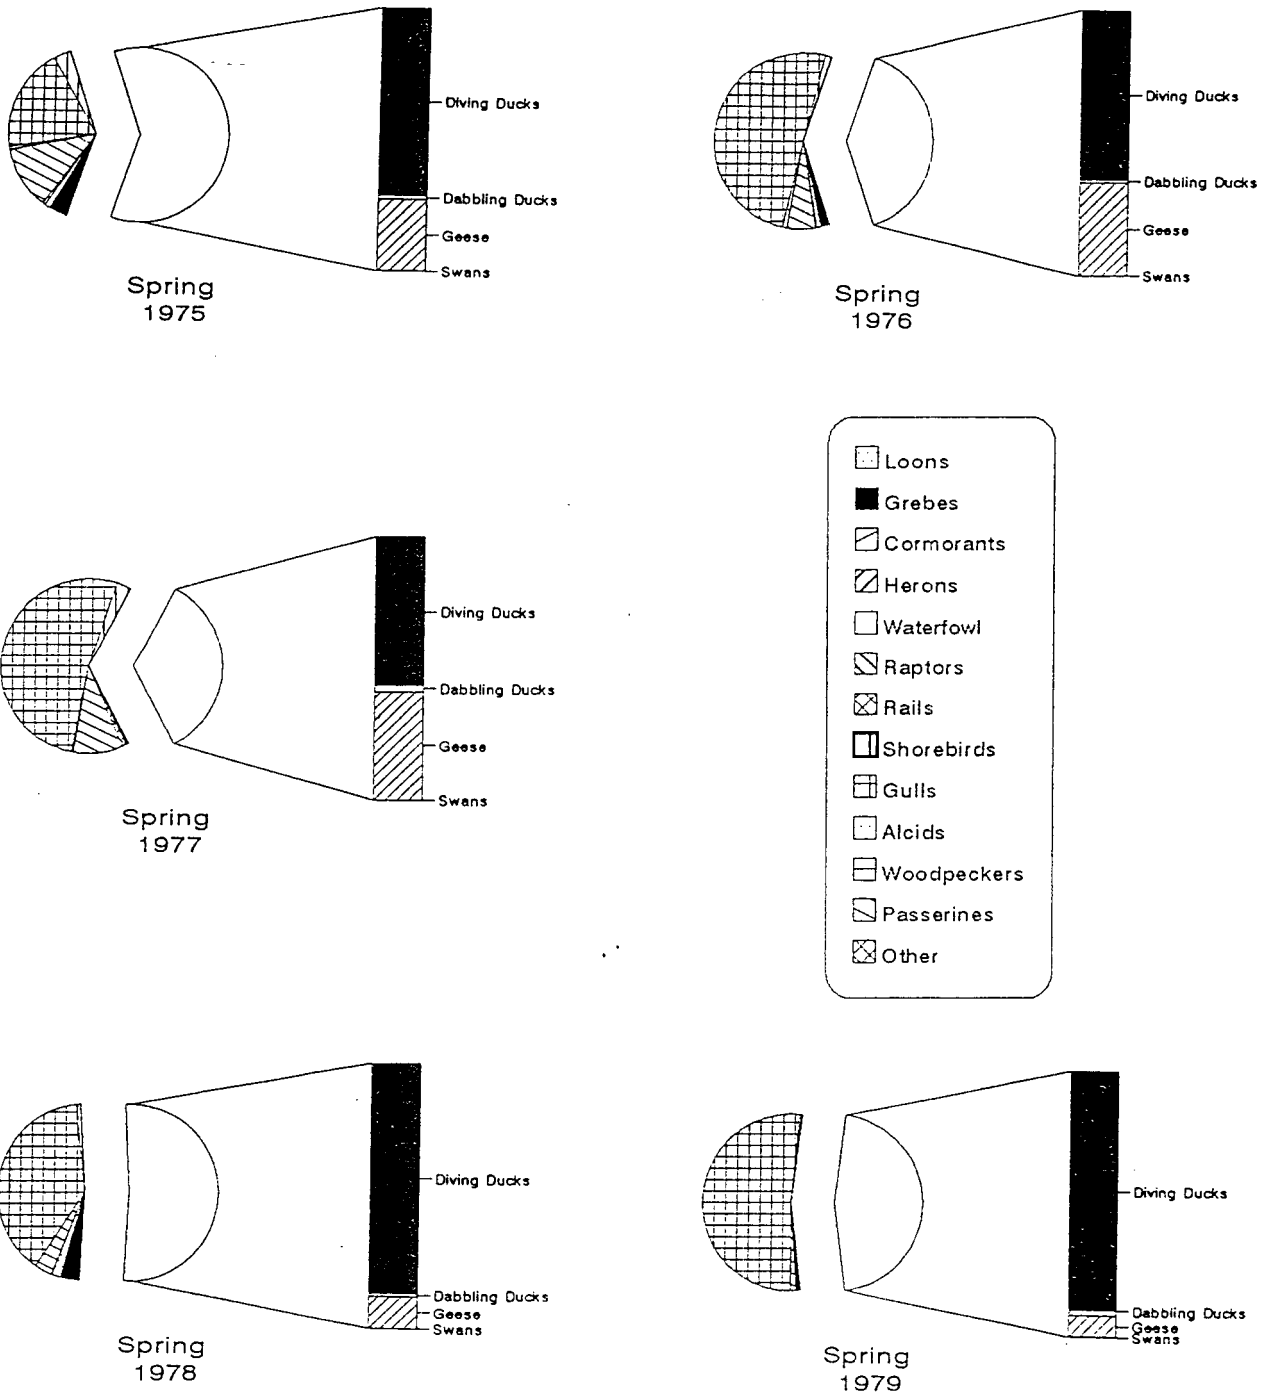 Diving Ducks
Dabbling Ducks
Geese
Swans
Spring
1975
Diving Ducks
Dabbling Ducks
Geese
Swans
Spring
1976
Diving Ducks
Dabbling Ducks
Geese
Swans
Spring
1977
Loons
Grebes
Cormorants
Herons
Waterfowl
Raptors
Rails
Shorebirds
Gulls
Alcids
Woodpeckers
Passerines
Other
Diving Ducks
Dabbling Ducks
Geese
Swans
Spring
1978
Diving Ducks
Dabbling Ducks
Geese
Swans
Spring
1979